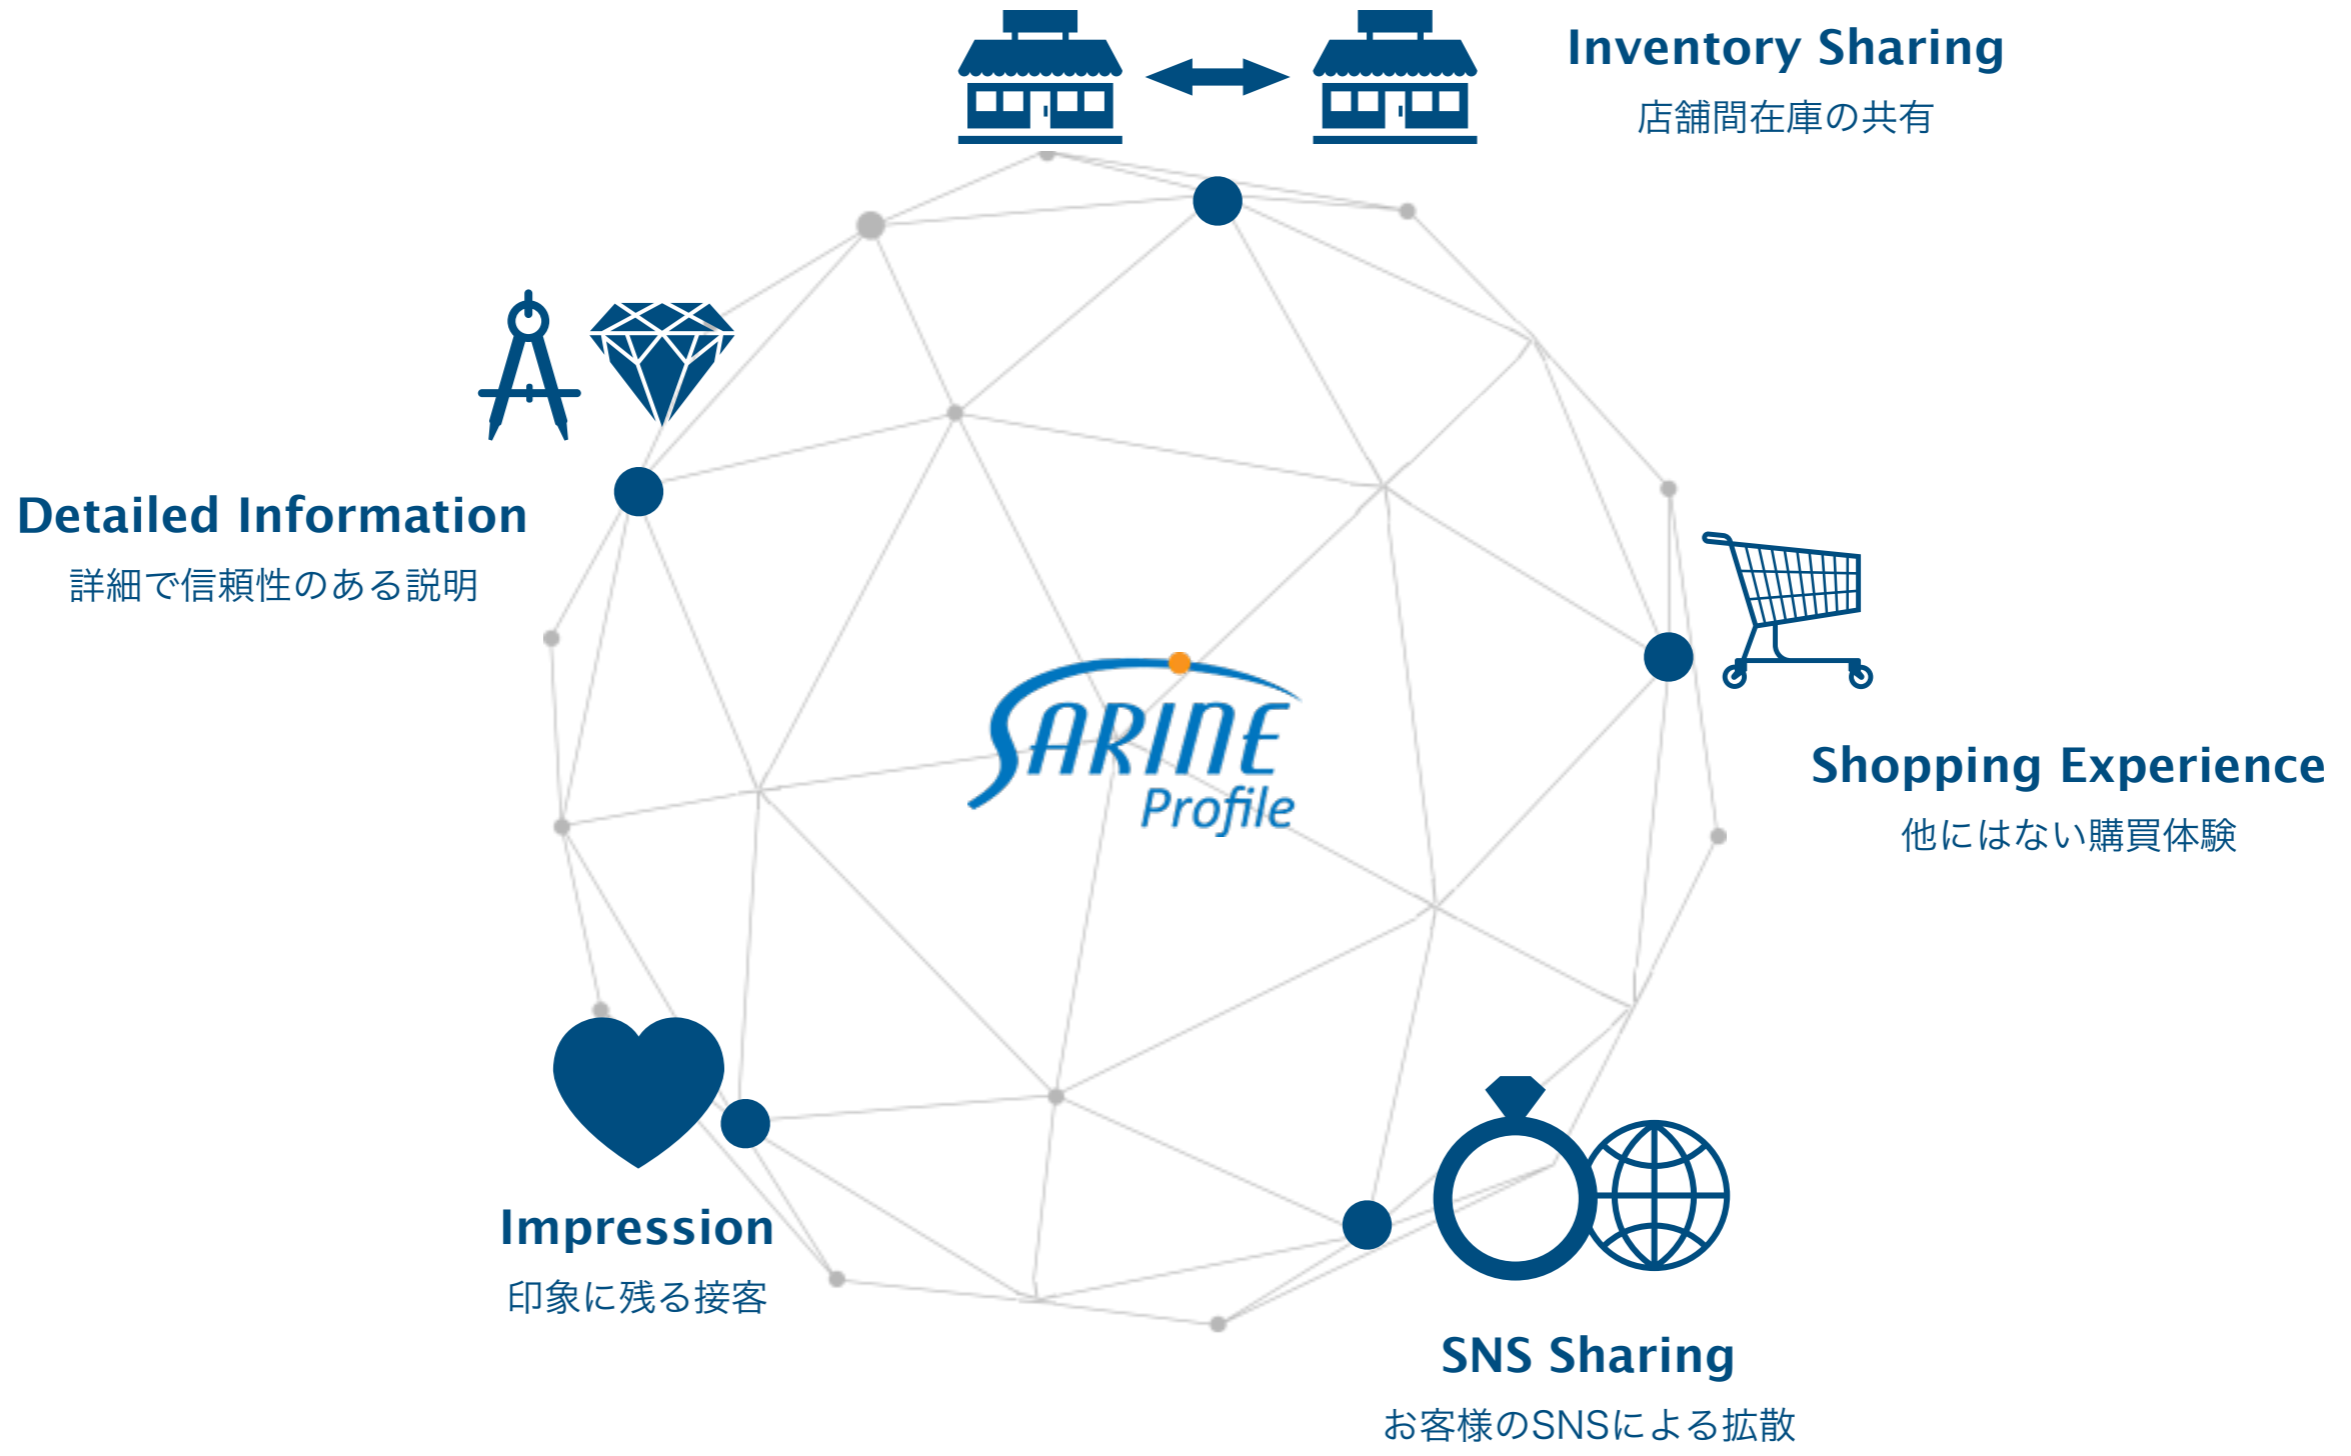 Inventory Sharing
店舗間在庫の共有
Detailed Information
詳細で信頼性のある説明
SARINE
Profile
Shopping Experience
他にはない購買体験
Impression
印象に残る接客
SNS Sharing
お客様のSNSによる拡散